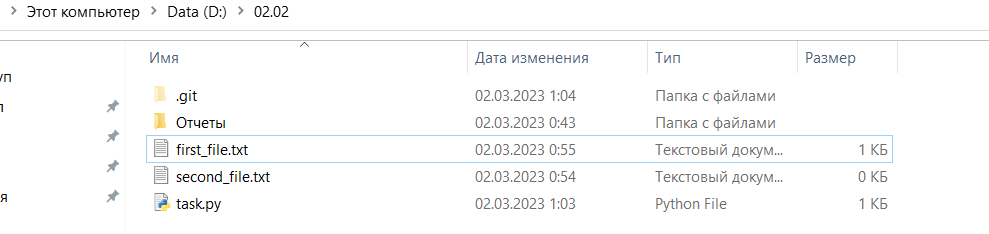 Этот компьютер > Data (D:) > 02.02
Имя Дата изменения Тип Размер
.git 02.03.2023 1:04 Папка с файлами
Отчеты 02.03.2023 0:43 Папка с файлами
first_file.txt 02.03.2023 0:55 Текстовый докум... 1 КБ
second_file.txt 02.03.2023 0:54 Текстовый докум... 0 КБ
task.py 02.03.2023 1:03 Python File 1 КБ